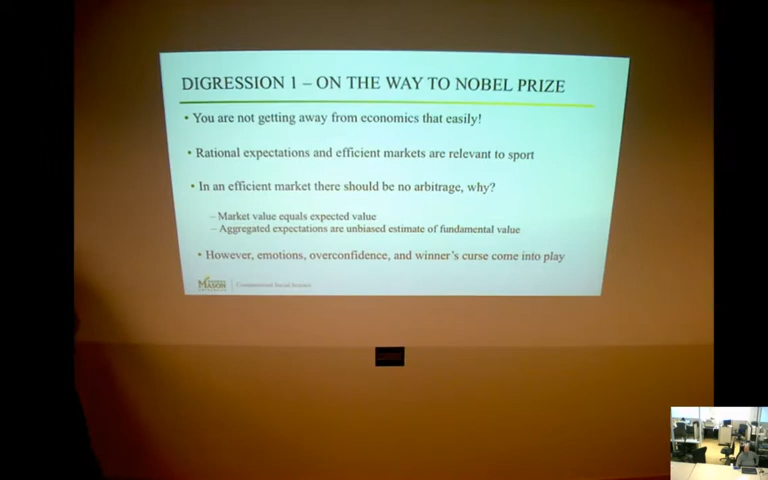 DIGRESSION 1 – ON THE WAY TO NOBEL PRIZE
• You are not getting away from economics that easily!
• Rational expectations and efficient markets are relevant to sport
• In an efficient market there should be no arbitrage, why?
– Market value equals expected value
– Aggregated expectations are unbiased estimate of fundamental value
• However, emotions, overconfidence, and winner's curse come into play
MASON
Computational Social Science